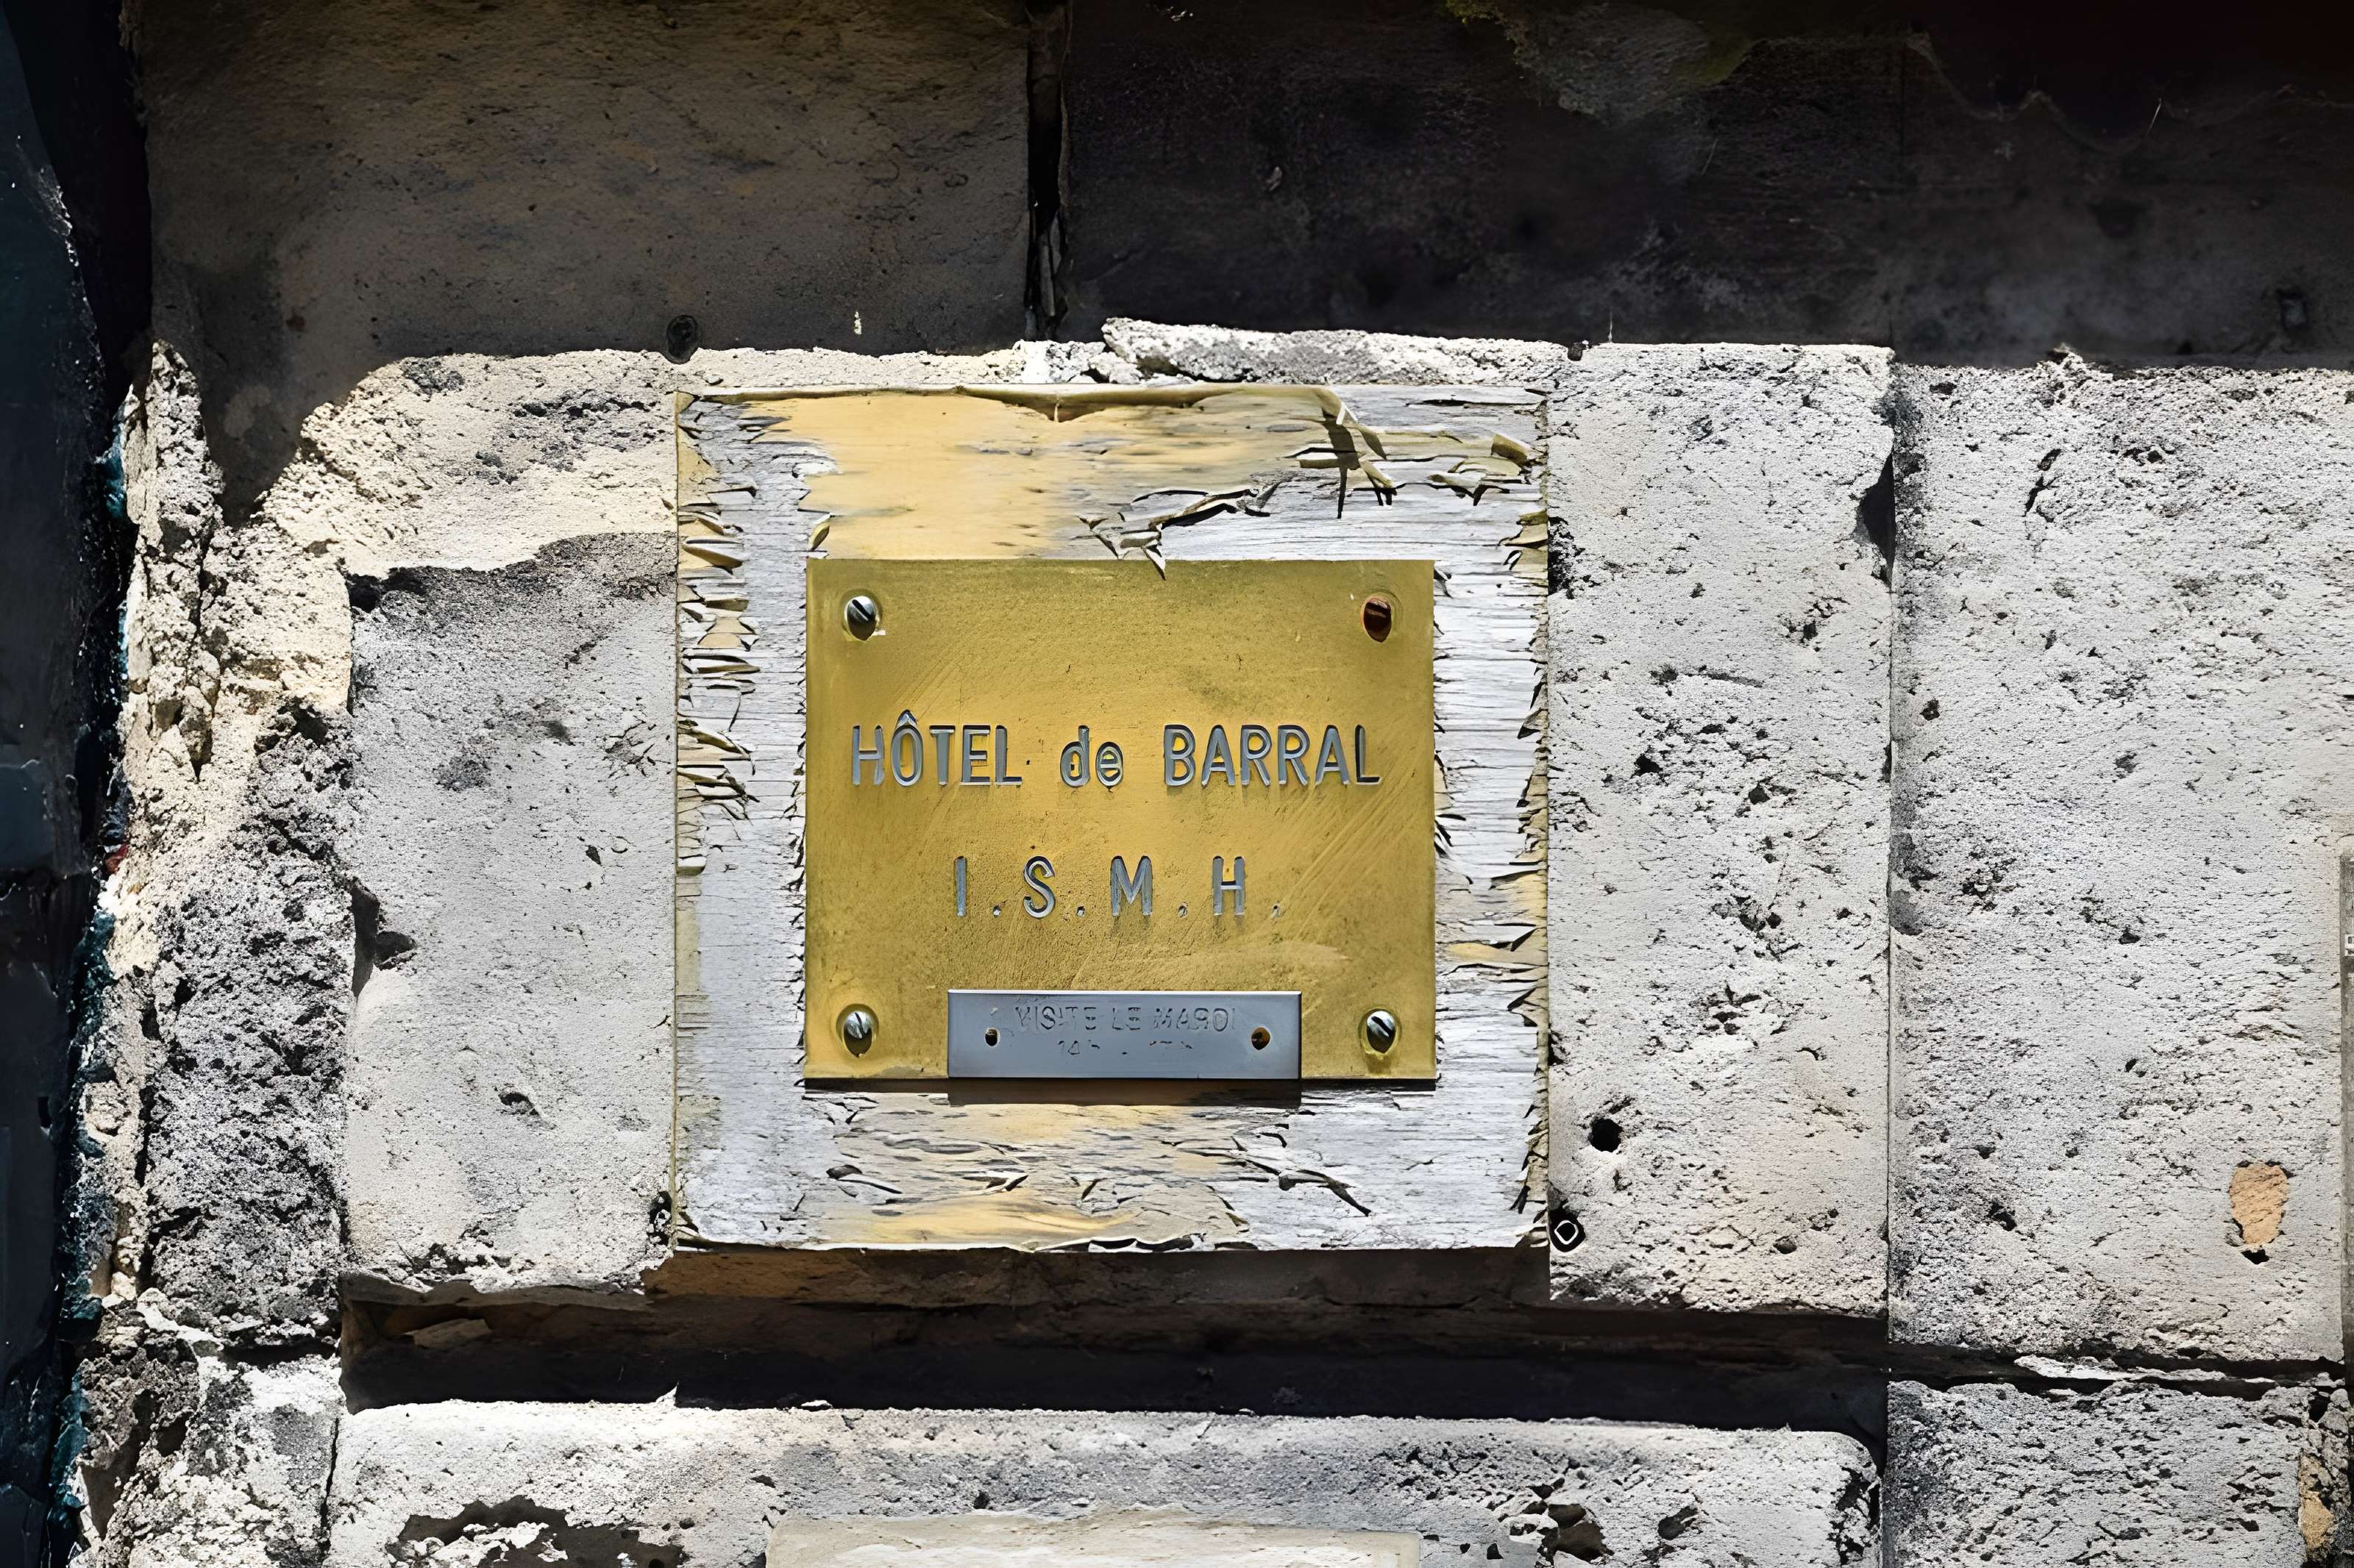 HÔTEL de BARRAL
I.S.M.H.
VISITE LE MARDI